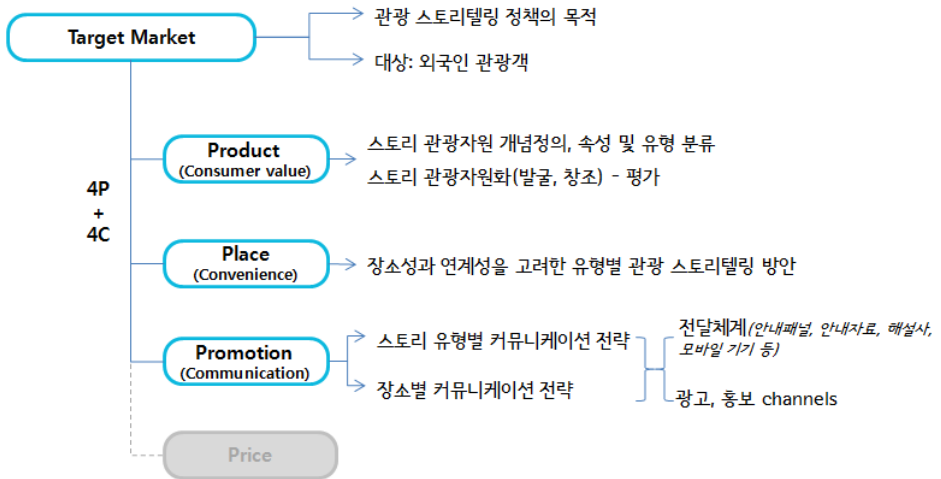 Target Market
관광 스토리텔링 정책의 목적
대상: 외국인 관광객
4P
+
4C
Product
(Consumer value)
스토리 관광자원 개념정의, 속성 및 유형 분류
스토리 관광자원화(발굴, 창조) - 평가
Place
(Convenience)
장소성과 연계성을 고려한 유형별 관광 스토리텔링 방안
Promotion
(Communication)
스토리 유형별 커뮤니케이션 전략
장소별 커뮤니케이션 전략
전달체계(안내패널, 안내자료, 해설사,
모바일 기기 등)
광고, 홍보 channels
Price